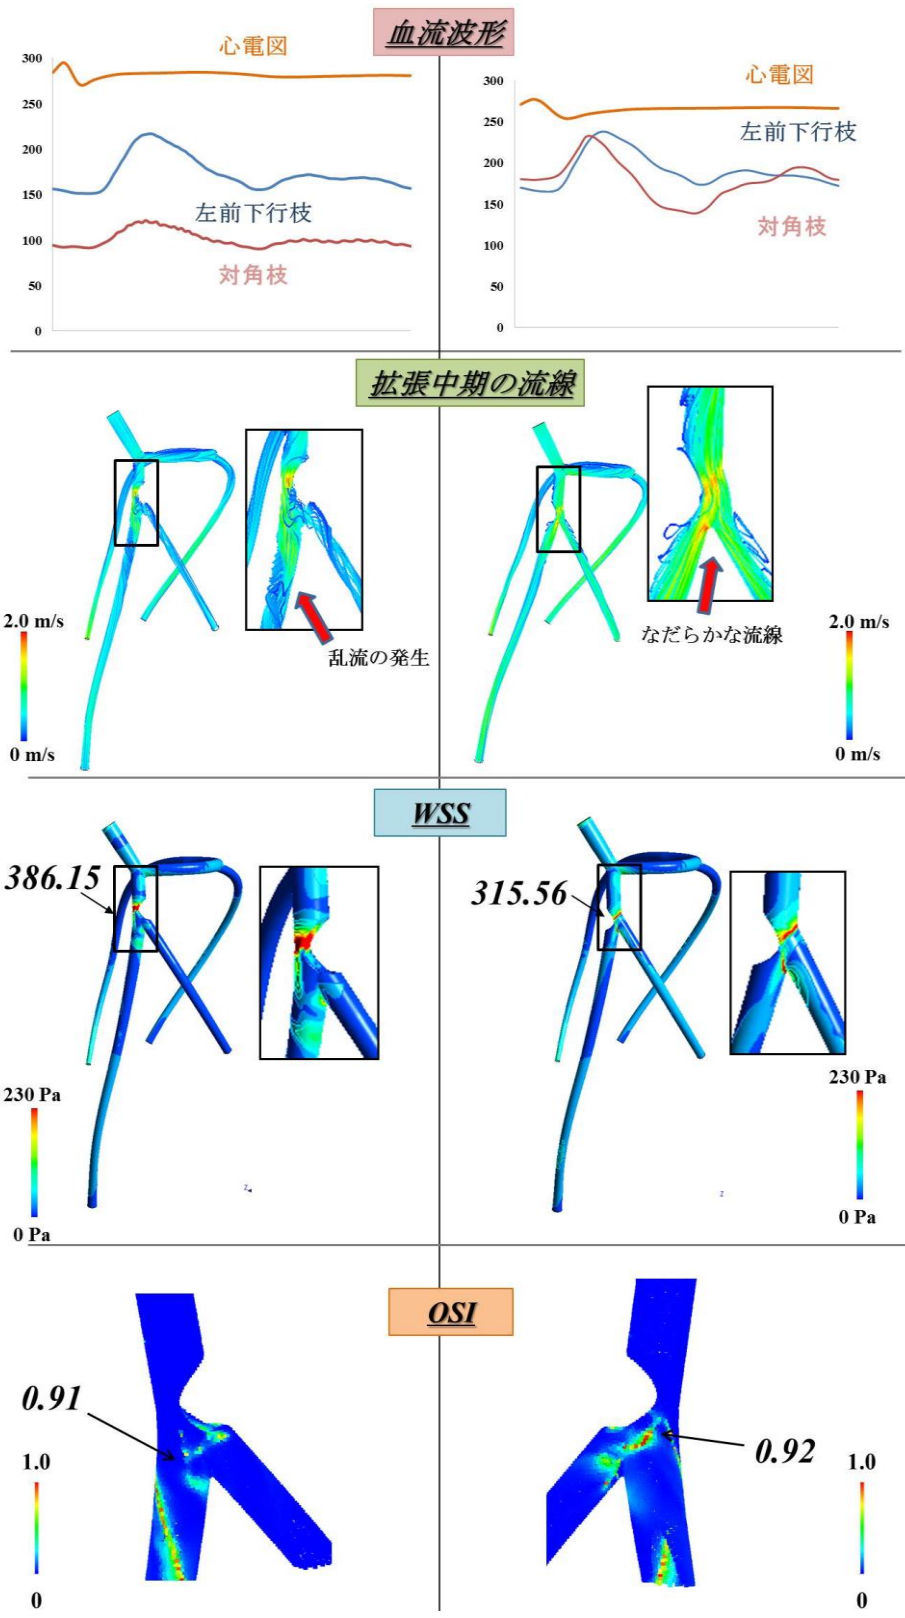 血流波形
心電図
300
250
200
150
100
50
0
左前下行枝
対角枝
心電図
300
250
200
150
100
50
0
左前下行枝
対角枝
拡張中期の流線
2.0 m/s
0 m/s
乱流の発生
なだらかな流線
2.0 m/s
0 m/s
WSS
386.15
315.56
230 Pa
0 Pa
z
230 Pa
0 Pa
z
OSI
0.91
0.92
1.0
0
1.0
0